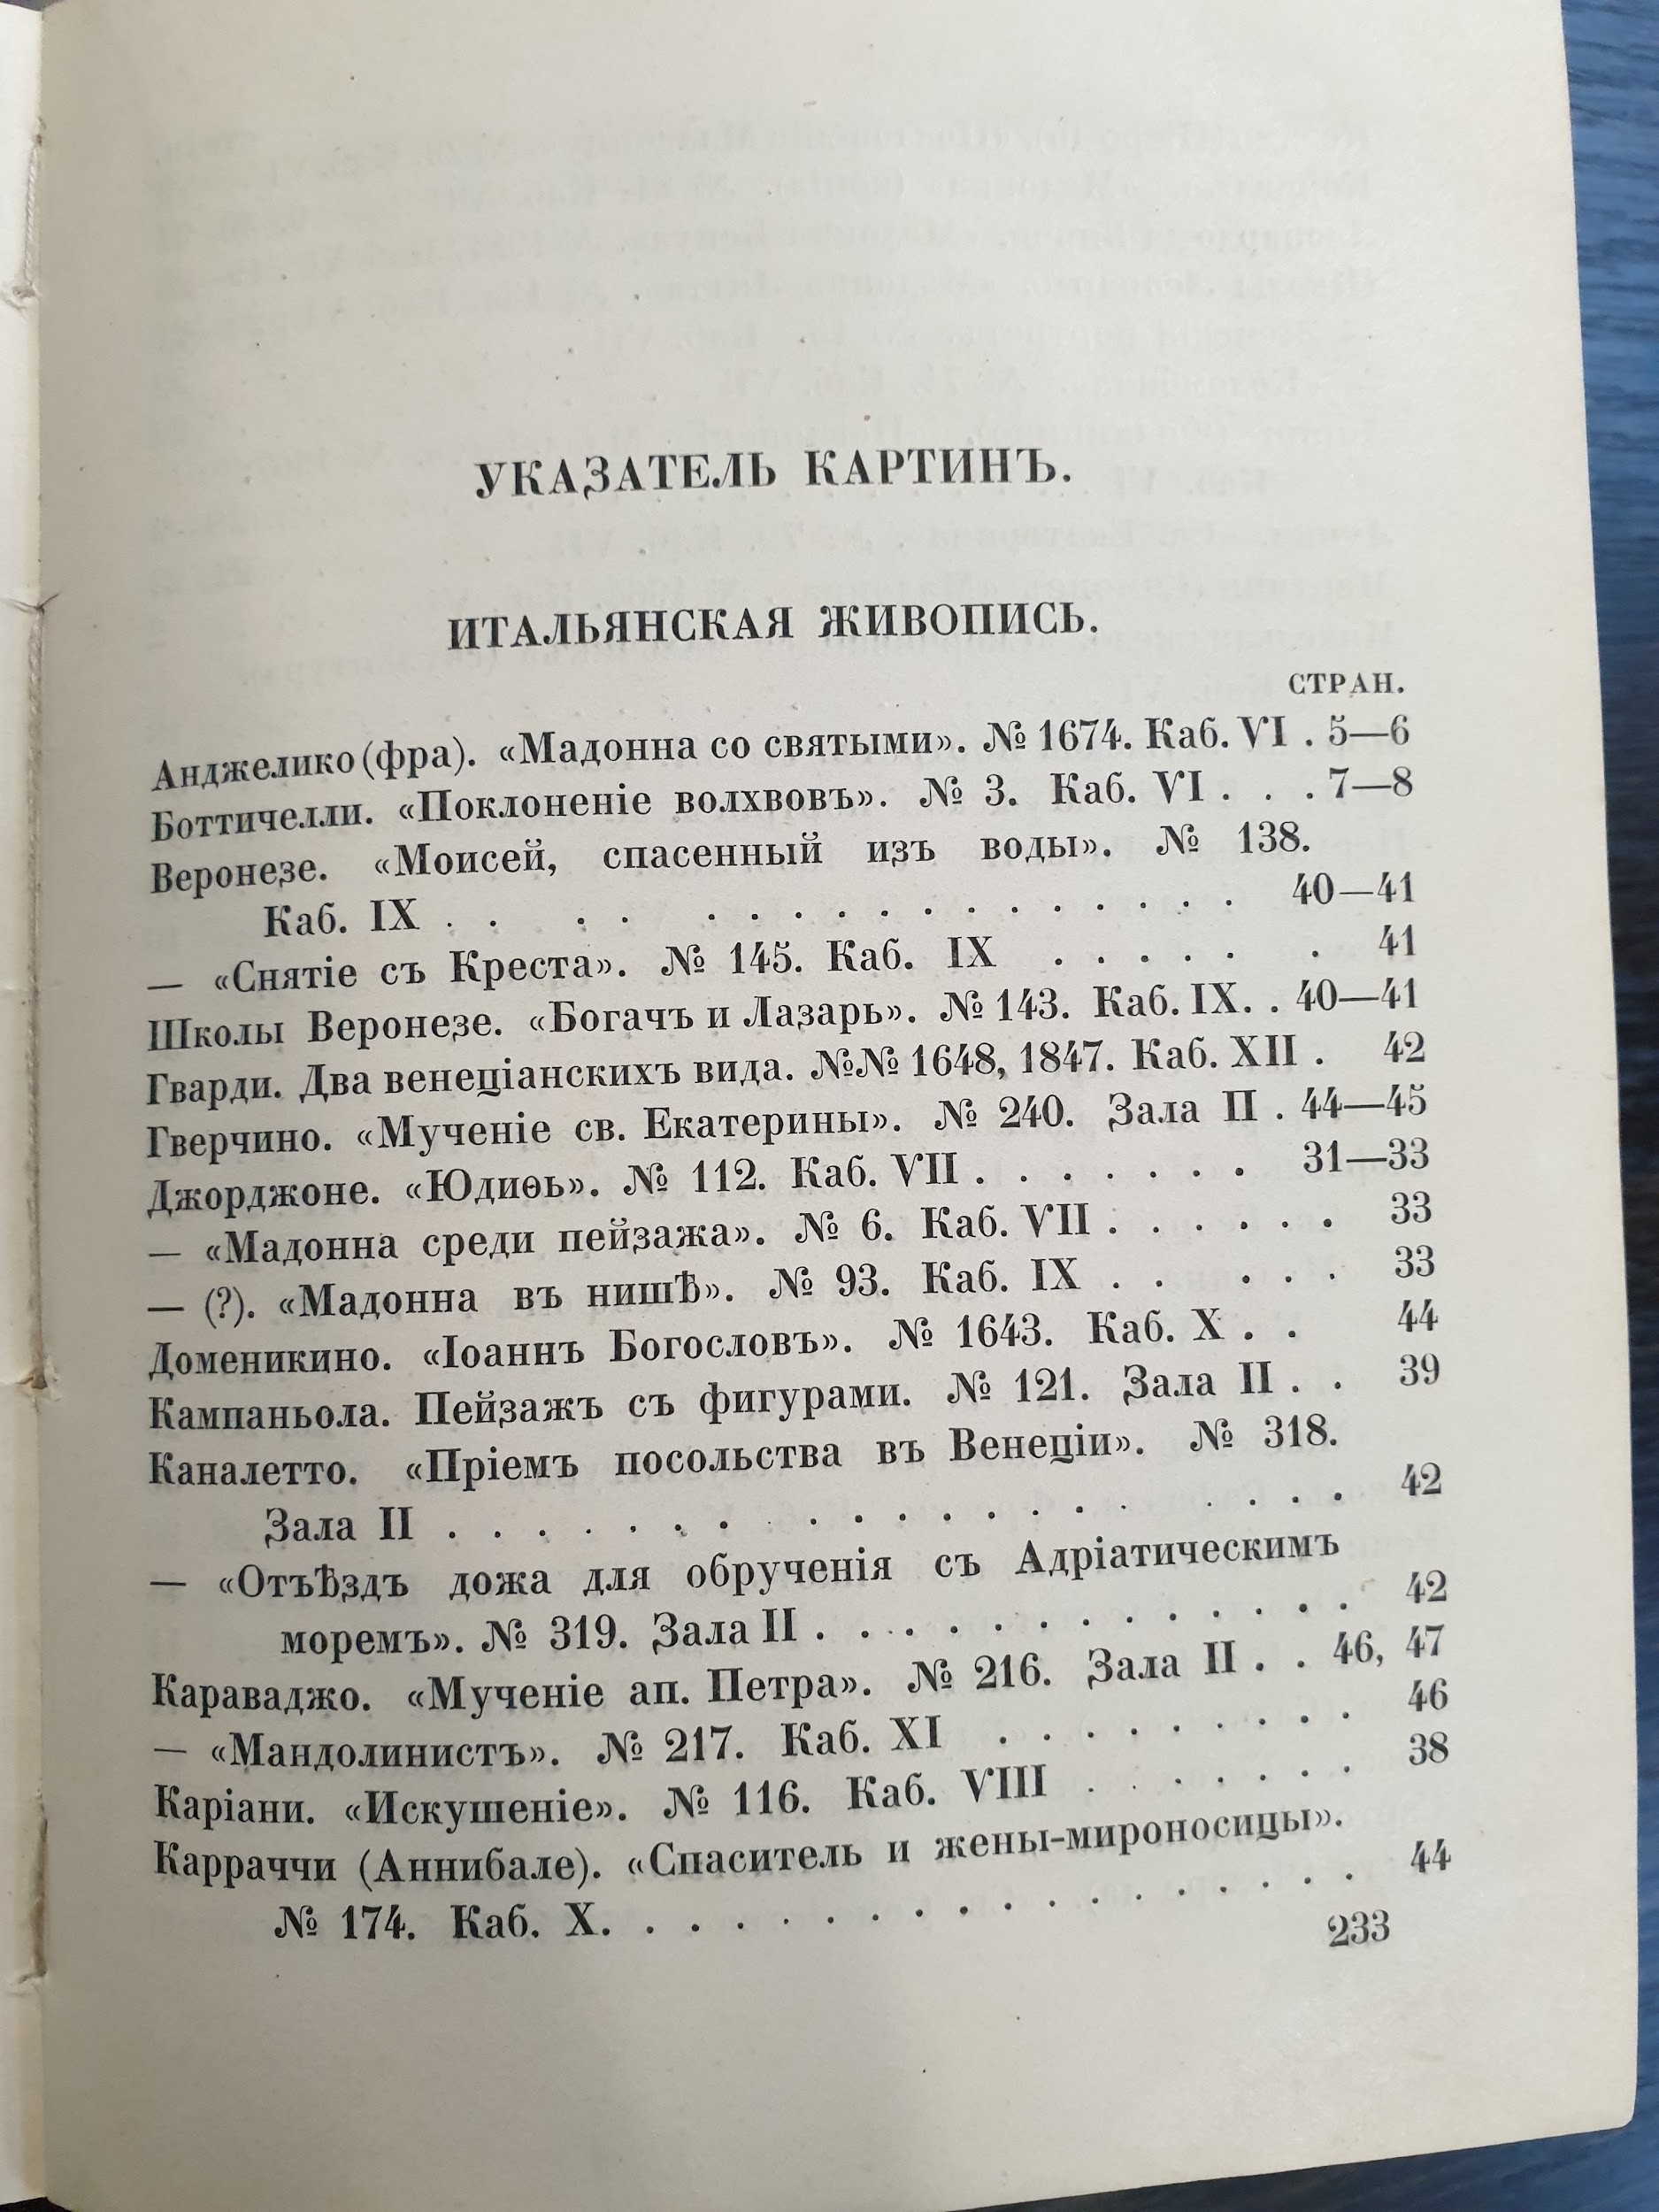 УКАЗАТЕЛЬ КАРТИНЪ.
ИТАЛЬЯНСКАЯ ЖИВОПИСЬ.
СТРАН.
Анджелико (фра). «Мадонна со святыми». № 1674. Каб. VI . 5—6
Боттичелли. «Поклоненіе волхвовъ». № 3. Каб. VI . . . 7—8
Веронезе. «Моисей, спасенный изъ воды». № 138.
Каб. IX . . . . . . . . . . . . . . . . . 40—41
— «Снятіе съ Креста». № 145. Каб. IX . . . . . . 41
Школы Веронезе. «Богачъ и Лазарь». № 143. Каб. IX. . 40—41
Гварди. Два венеціанскихъ вида. №№ 1648, 1847. Каб. XII . 42
Гверчино. «Мученіе св. Екатерины». № 240. Зала II . 44—45
Джорджоне. «Юдиѳь». № 112. Каб. VII . . . . . . . 31—33
— «Мадонна среди пейзажа». № 6. Каб. VII . . . . . . 33
— (?). «Мадонна въ нишѣ». № 93. Каб. IX . . . . . 33
Доменикино. «Іоаннъ Богословъ». № 1643. Каб. X . . 44
Кампаньола. Пейзажъ съ фигурами. № 121. Зала II . . 39
Каналетто. «Пріемъ посольства въ Венеціи». № 318.
Зала II . . . . . . . . . . . . . . . . . . . 42
— «Отъѣздъ дожа для обрученія съ Адріатическимъ
моремъ». № 319. Зала II . . . . . . . . . . . . . 42
Караваджо. «Мученіе ап. Петра». № 216. Зала II . . 46, 47
— «Мандолинистъ». № 217. Каб. XI . . . . . . . . . 46
Каріани. «Искушеніе». № 116. Каб. VIII . . . . . . . 38
Карраччи (Аннибале). «Спаситель и жены-мироносицы».
№ 174. Каб. X. . . . . . . . . . . . . . . . . . 44
233